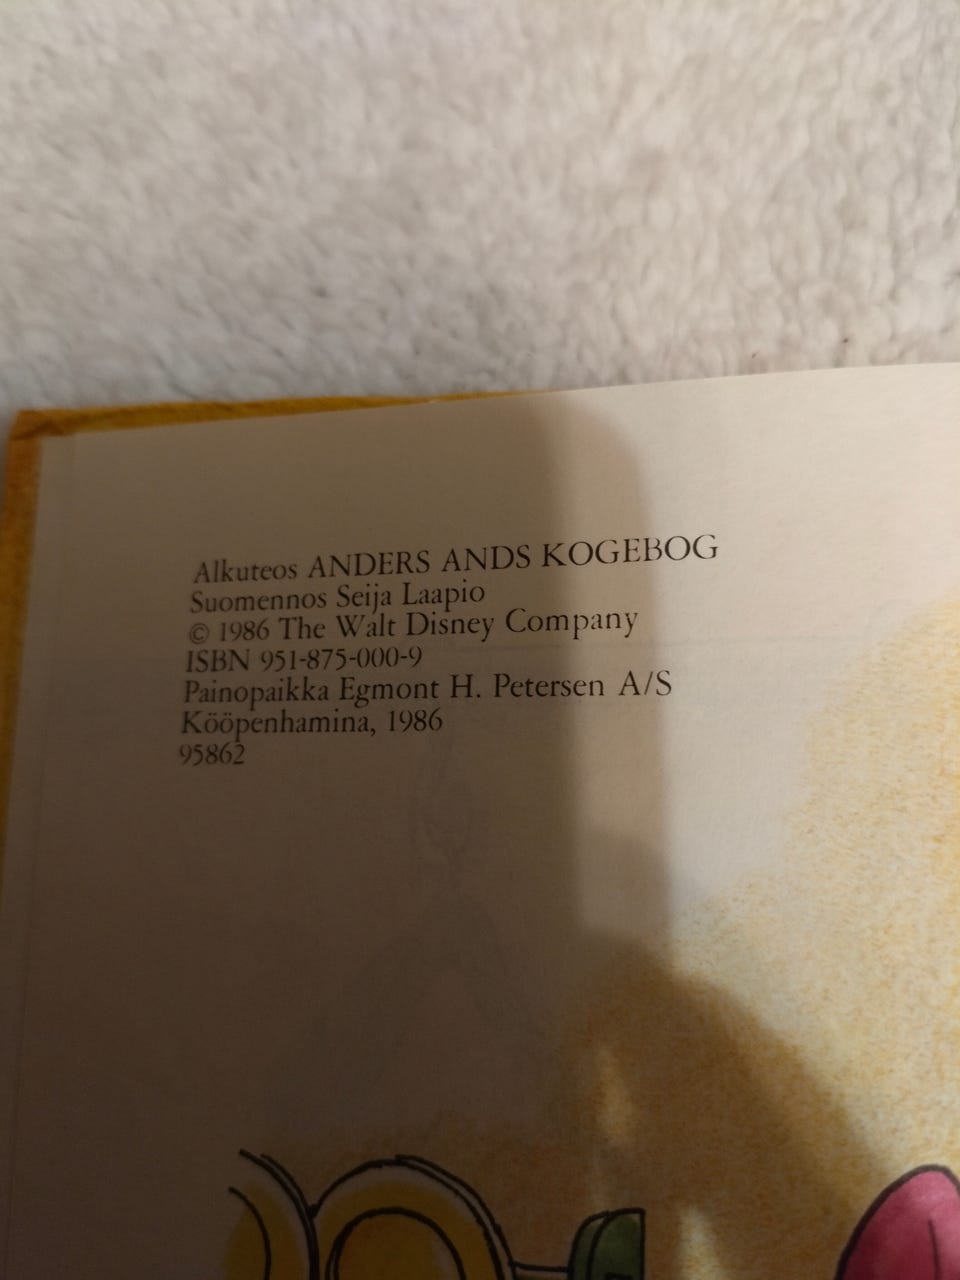 Alkuteos ANDERS ANDS KOGEBOG
Suomennos Seija Laapio
© 1986 The Walt Disney Company
ISBN 951-875-000-9
Painopaikka Egmont H. Petersen A/S
Kööpenhamina, 1986
95862